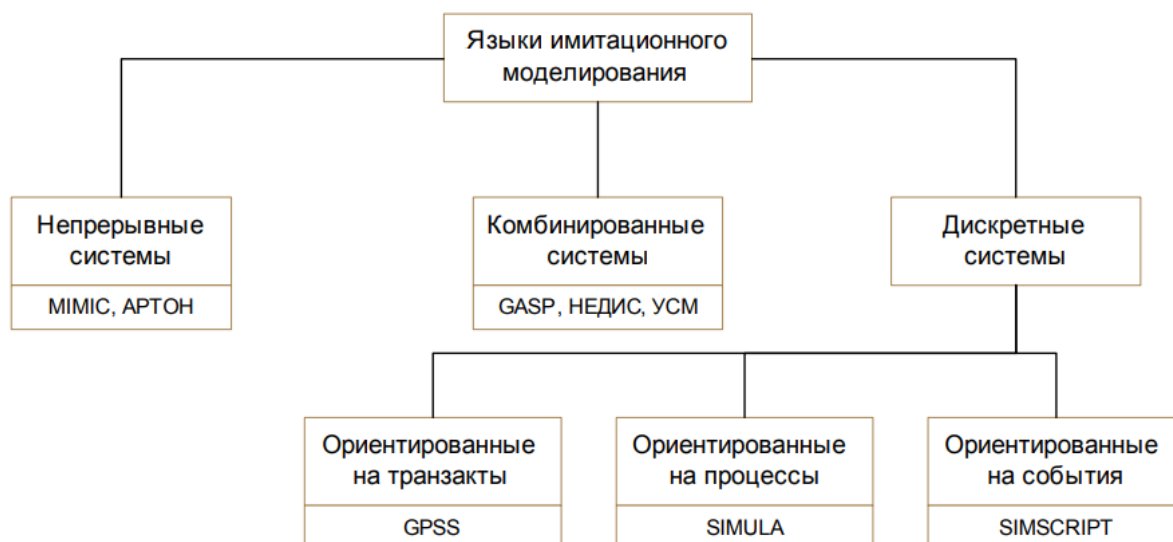 Языки имитационного
моделирования
Непрерывные
системы
MIMIC, АРТОН
Комбинированные
системы
GASP, НЕДИС, УСМ
Дискретные
системы
Ориентированные
на транзакты
GPSS
Ориентированные
на процессы
SIMULA
Ориентированные
на события
SIMSCRIPT